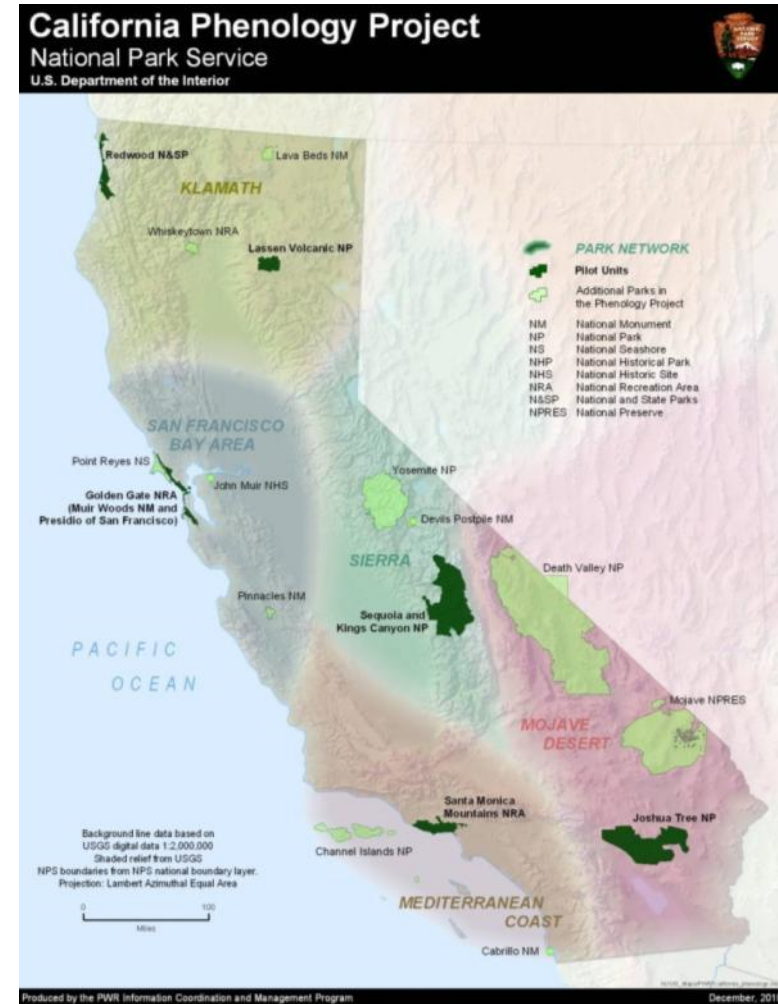 California Phenology Project
National Park Service
U.S. Department of the Interior
Redwood N&SP
Lava Beds NM
KLAMATH
Whiskeytown NRA
Lassen Volcanic NP
PARK NETWORK
Pilot Units
Additional Parks in
the Phenology Project
NM National Monument
NP National Park
NS National Seashore
NHP National Historical Park
NHS National Historic Site
NRA National Recreation Area
N&SP National and State Parks
NPRES National Preserve
SAN FRANCISCO
BAY AREA
Point Reyes NS
John Muir NHS
Golden Gate NRA
(Muir Woods NM and
Presidio of San Francisco)
Yosemite NP
Devils Postpile NM
SIERRA
Death Valley NP
Pinnacles NM
Sequoia and
Kings Canyon NP
PACIFIC
OCEAN
Mojave NPRES
MOJAVE
DESERT
Santa Monica
Mountains NRA
Joshua Tree NP
Channel Islands NP
Background line data based on
USGS digital data 1:2,000,000
Shaded relief from USGS
NPS boundaries from NPS national boundary layer.
Projection: Lambert Azimuthal Equal Area
0 100
Miles
MEDITERRANEAN
COAST
Cabrillo NM
Produced by the PWR Information Coordination and Management Program
December, 201